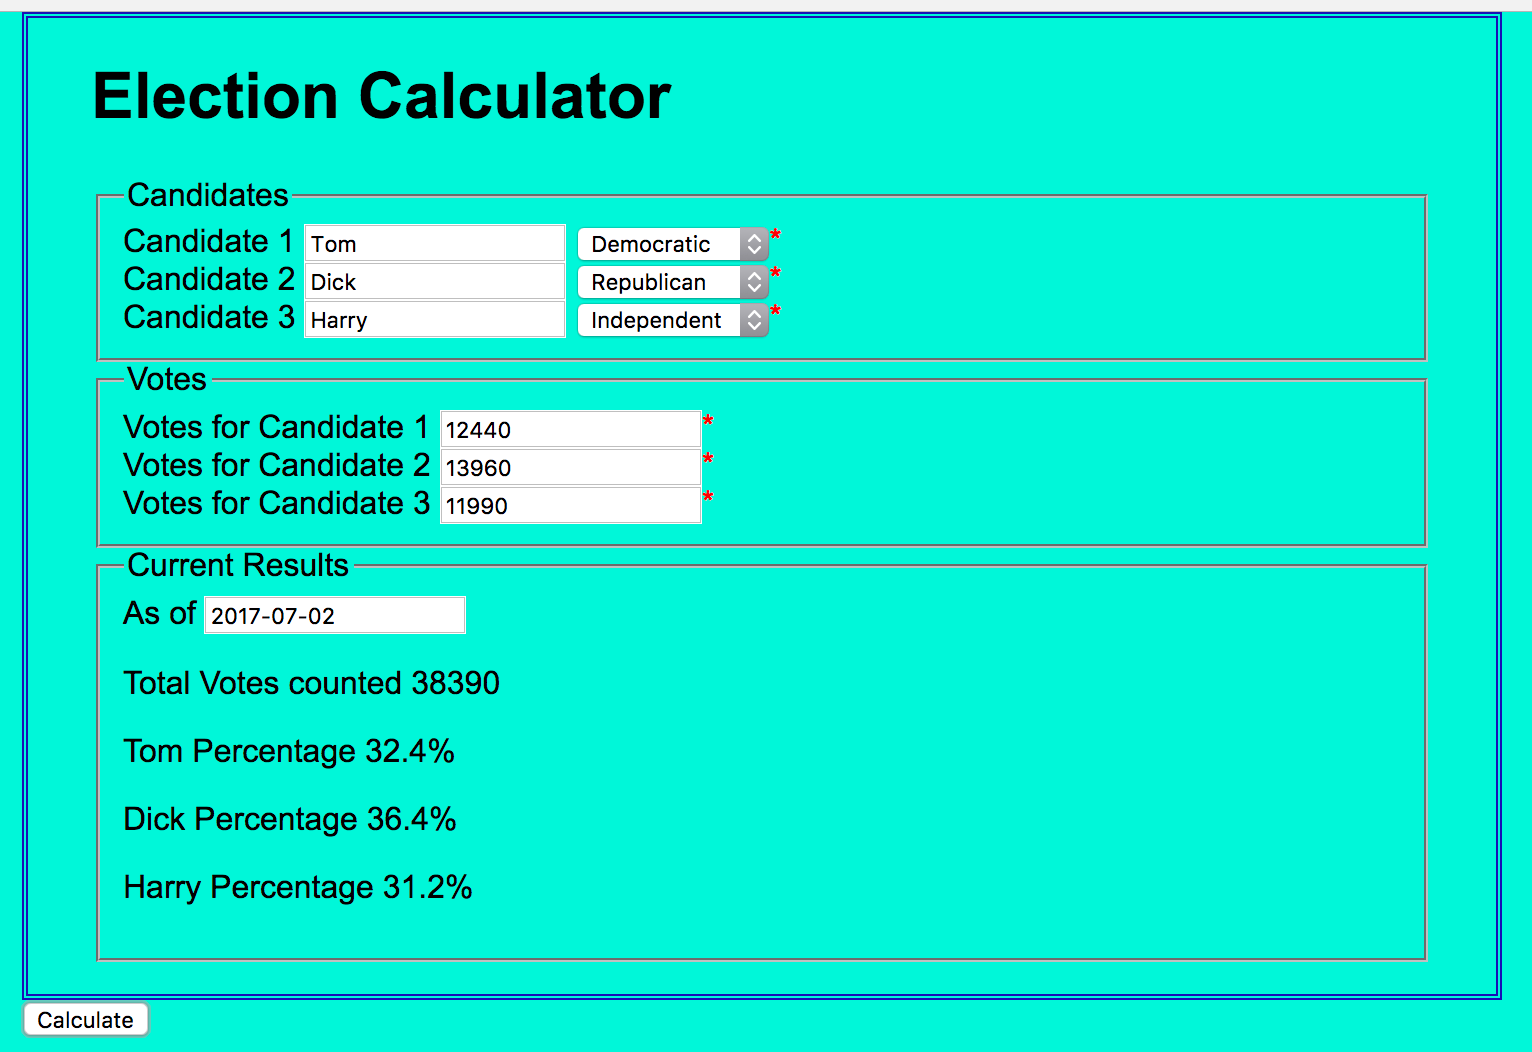 Election Calculator
Candidates
Candidate 1 Tom Democratic *
Candidate 2 Dick Republican *
Candidate 3 Harry Independent *
Votes
Votes for Candidate 1 12440 *
Votes for Candidate 2 13960 *
Votes for Candidate 3 11990 *
Current Results
As of 2017-07-02
Total Votes counted 38390
Tom Percentage 32.4%
Dick Percentage 36.4%
Harry Percentage 31.2%
Calculate